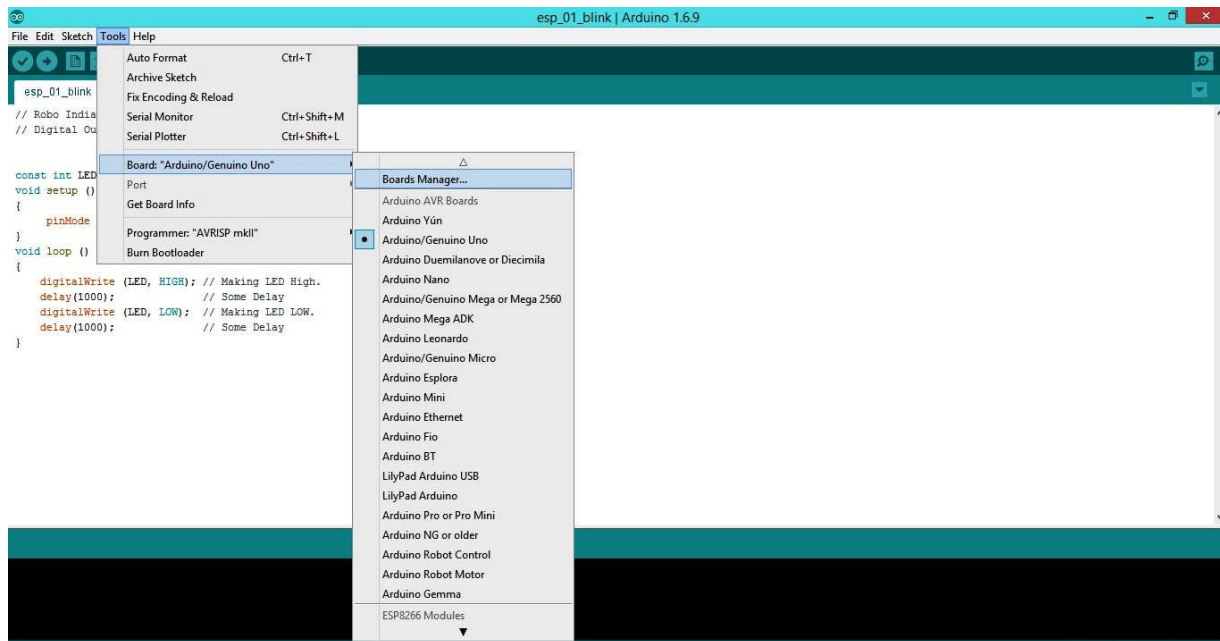 esp_01_blink | Arduino 1.6.9
File Edit Sketch Tools Help
esp_01_blink
Auto Format Ctrl+T
Archive Sketch
Fix Encoding & Reload
Serial Monitor Ctrl+Shift+M
Serial Plotter Ctrl+Shift+L
Board: "Arduino/Genuino Uno"
Port
Get Board Info
Programmer: "AVRISP mkII"
Burn Bootloader
Boards Manager...
Arduino AVR Boards
Arduino Yún
Arduino/Genuino Uno
Arduino Duemilanove or Diecimila
Arduino Nano
Arduino/Genuino Mega or Mega 2560
Arduino Mega ADK
Arduino Leonardo
Arduino/Genuino Micro
Arduino Esplora
Arduino Mini
Arduino Ethernet
Arduino Fio
Arduino BT
LilyPad Arduino USB
LilyPad Arduino
Arduino Pro or Pro Mini
Arduino NG or older
Arduino Robot Control
Arduino Robot Motor
Arduino Gemma
ESP8266 Modules
// Robo India
// Digital Ou
const int LED
void setup ()
{
pinMode
}
void loop ()
{
digitalWrite (LED, HIGH); // Making LED High.
delay(1000); // Some Delay
digitalWrite (LED, LOW); // Making LED LOW.
delay(1000); // Some Delay
}